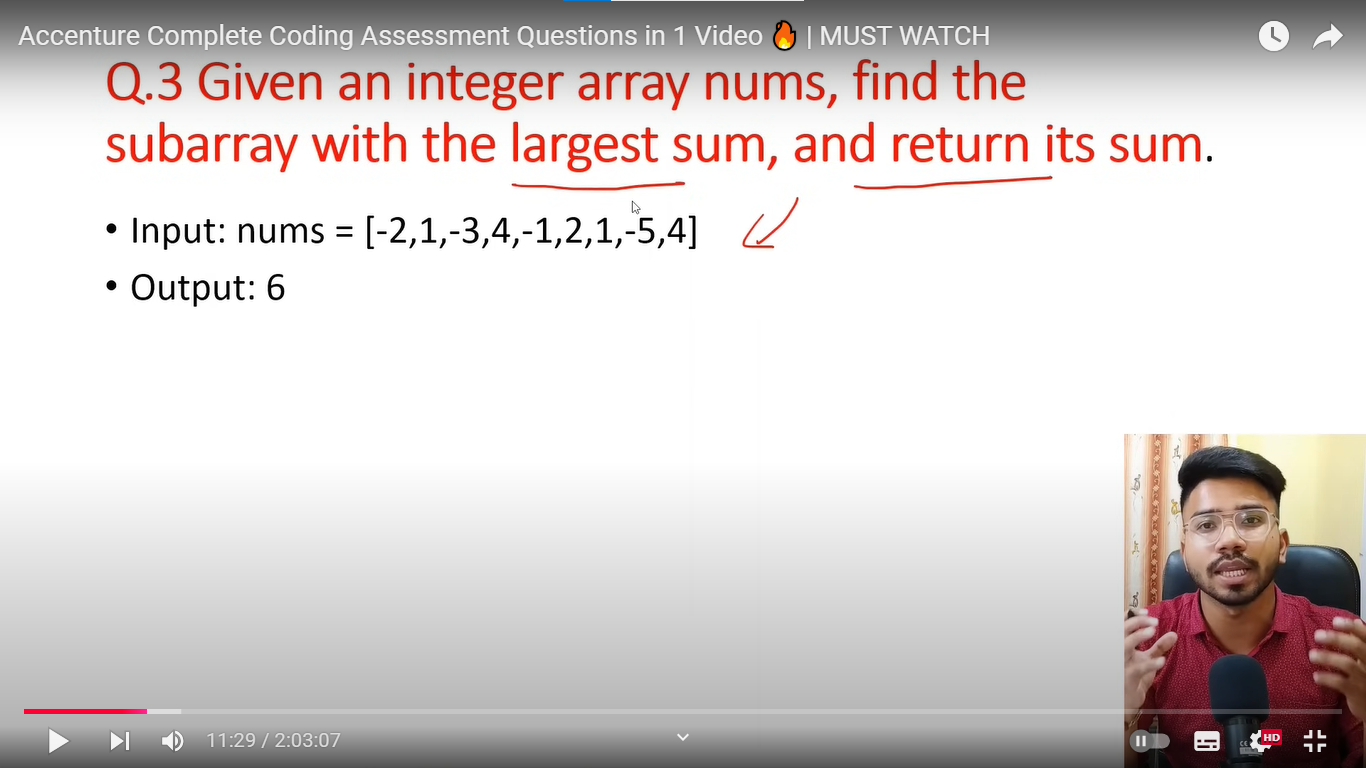 Accenture Complete Coding Assessment Questions in 1 Video 🔥 | MUST WATCH
Q.3 Given an integer array nums, find the
subarray with the largest sum, and return its sum.
• Input: nums = [-2,1,-3,4,-1,2,1,-5,4]
• Output: 6
11:29 / 2:03:07
HD